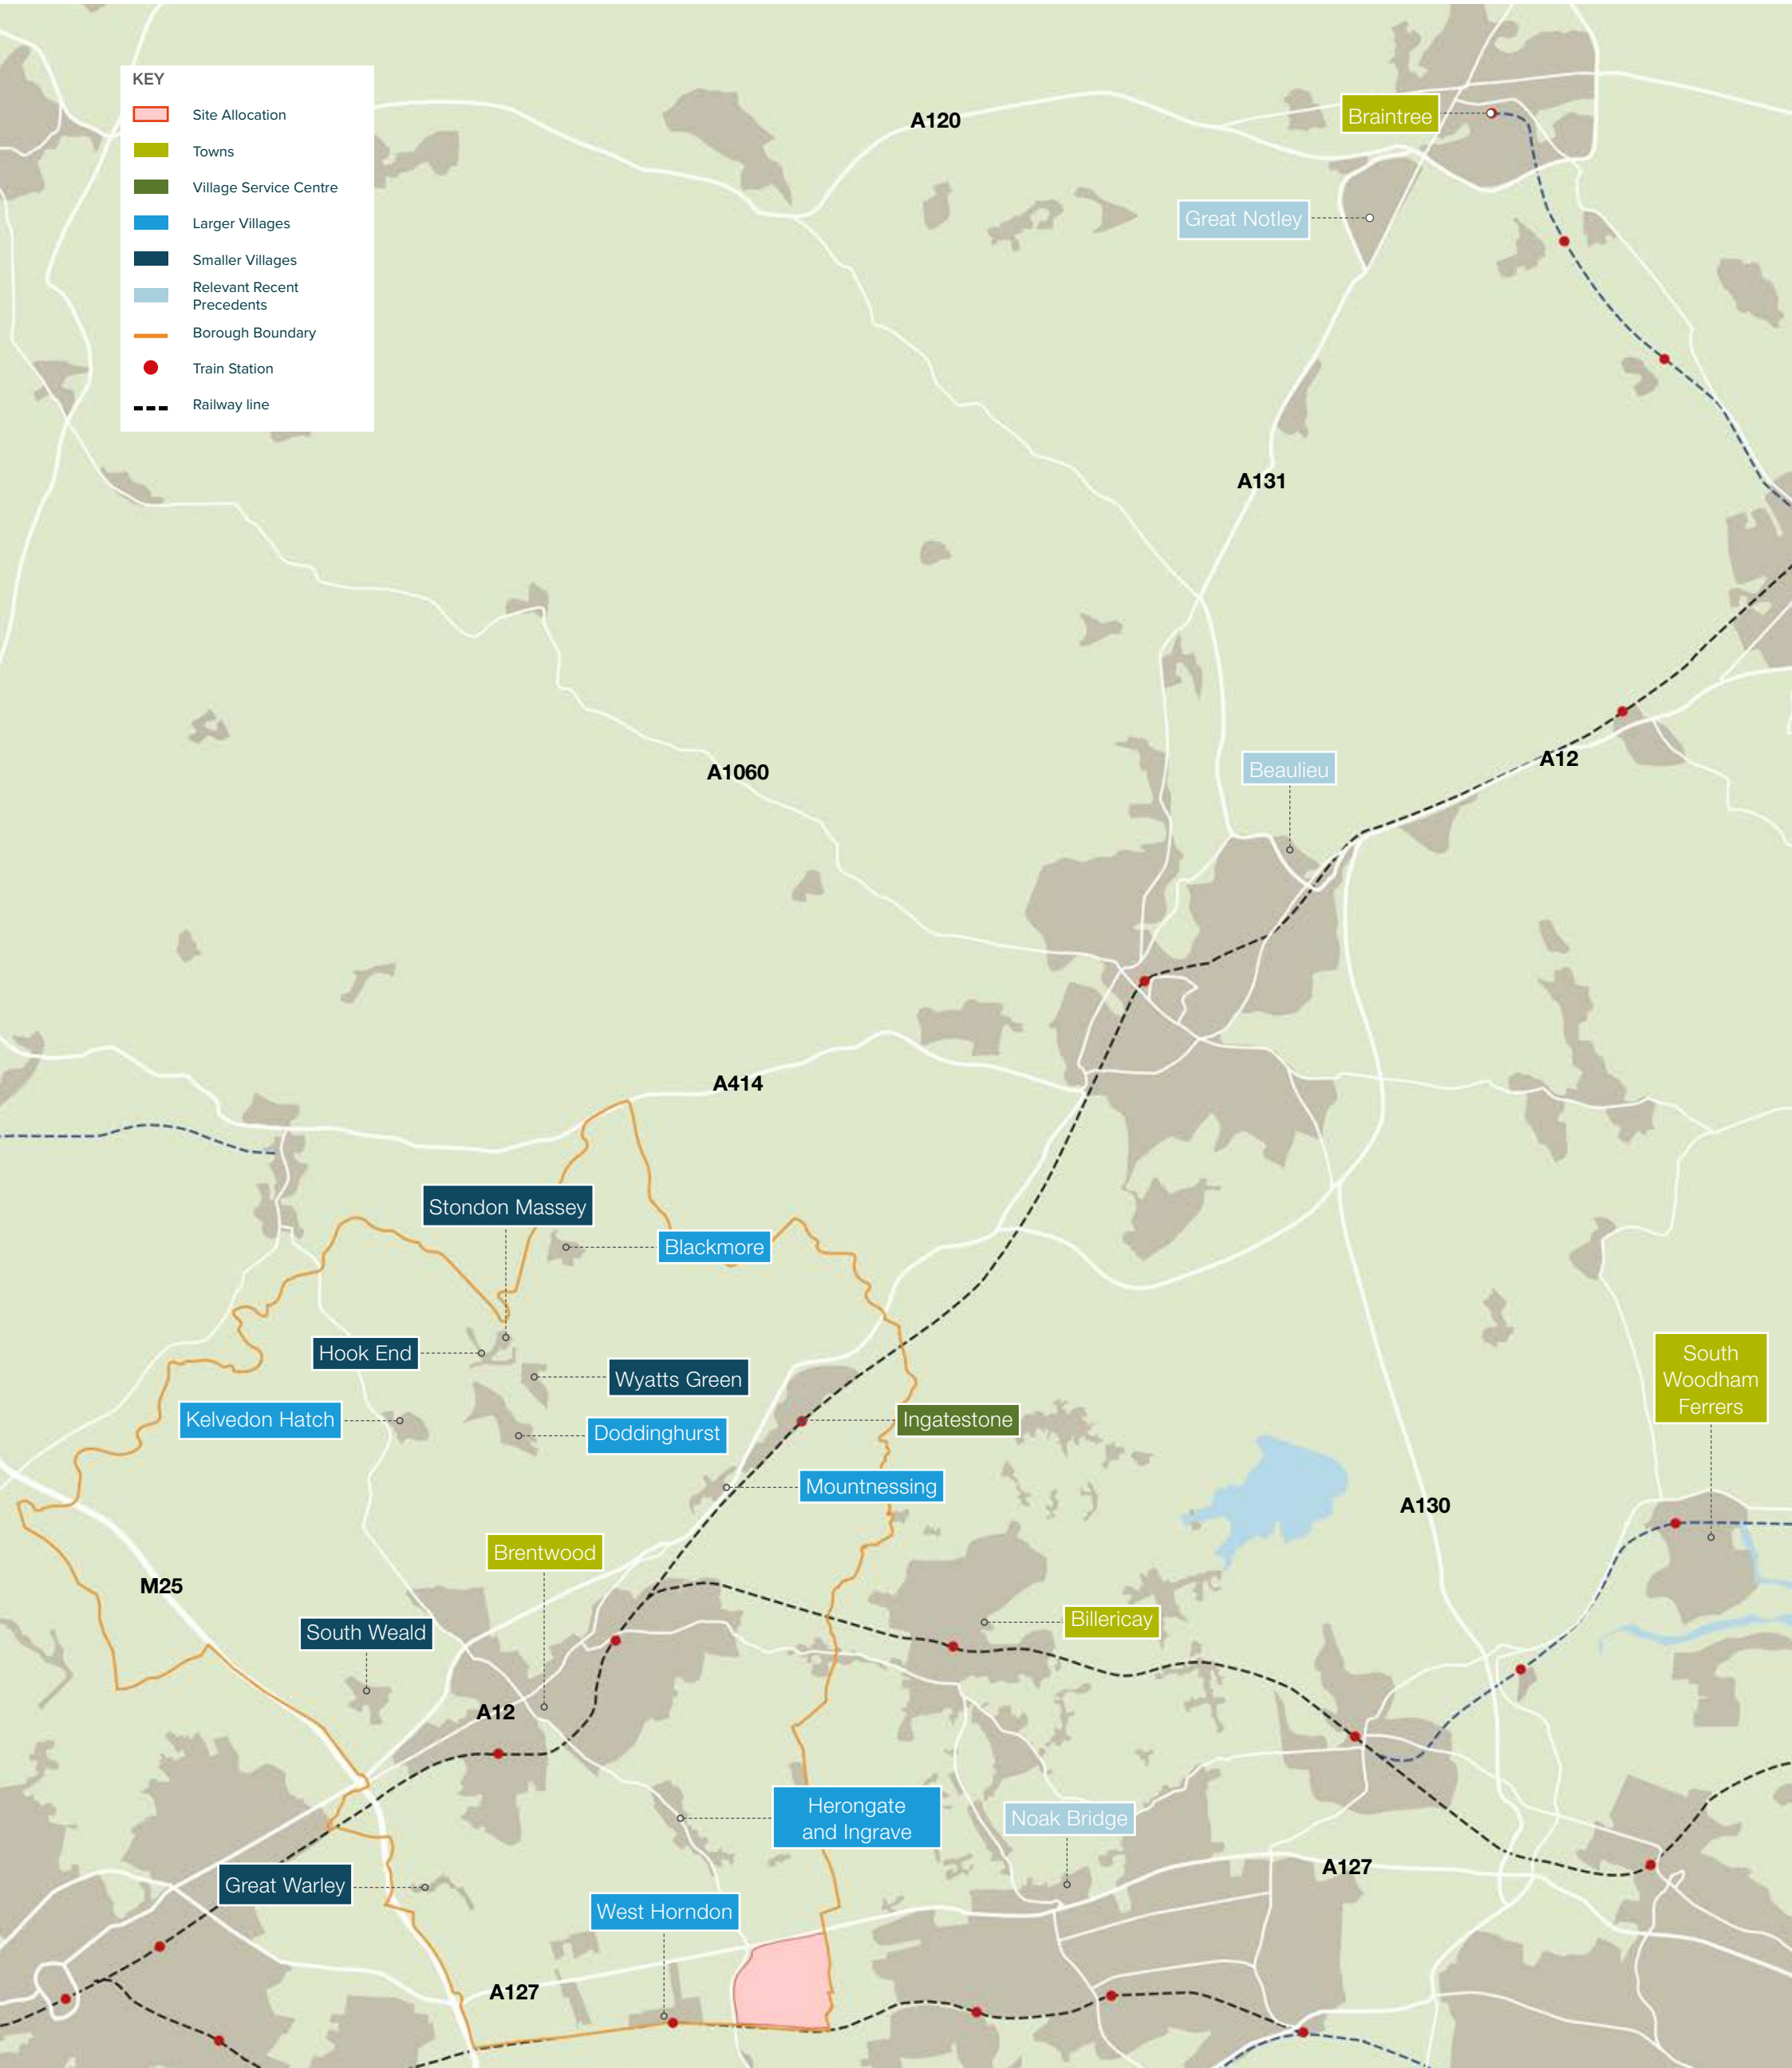 KEY
Site Allocation
Towns
Village Service Centre
Larger Villages
Smaller Villages
Relevant Recent
Precedents
Borough Boundary
Train Station
Railway line
A120
Braintree
Great Notley
A131
A1060
Beaulieu
A12
A414
Stondon Massey
Blackmore
Hook End
Wyatts Green
Kelvedon Hatch
Doddinghurst
Ingatestone
South
Woodham
Ferrers
Mountnessing
A130
Brentwood
M25
South Weald
Billericay
A12
Herongate
and Ingrave
Noak Bridge
A127
Great Warley
West Horndon
A127